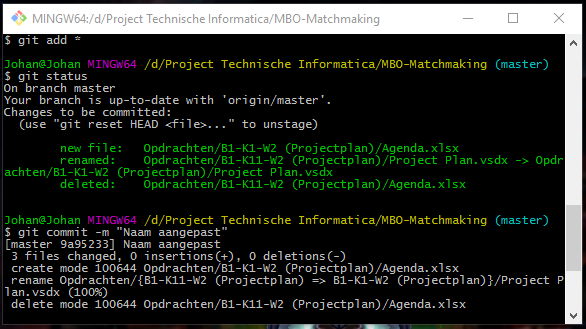 MINGW64:/d/Project Technische Informatica/MBO-Matchmaking
$ git add *
Johan@Johan MINGW64 /d/Project Technische Informatica/MBO-Matchmaking (master)
$ git status
On branch master
Your branch is up-to-date with 'origin/master'.
Changes to be committed:
  (use "git reset HEAD <file>..." to unstage)
        new file:   Opdrachten/B1-K1-W2 (Projectplan)/Agenda.xlsx
        renamed:    Opdrachten/B1-K11-W2 (Projectplan)/Project Plan.vsdx -> Opdr
achten/B1-K1-W2 (Projectplan)/Project Plan.vsdx
        deleted:    Opdrachten/B1-K11-W2 (Projectplan)/Agenda.xlsx
Johan@Johan MINGW64 /d/Project Technische Informatica/MBO-Matchmaking (master)
$ git commit -m "Naam aangepast"
[master 9a95233] Naam aangepast
 3 files changed, 0 insertions(+), 0 deletions(-)
 create mode 100644 Opdrachten/B1-K1-W2 (Projectplan)/Agenda.xlsx
 rename Opdrachten/{B1-K11-W2 (Projectplan) => B1-K1-W2 (Projectplan)}/Project P
lan.vsdx (100%)
 delete mode 100644 Opdrachten/B1-K11-W2 (Projectplan)/Agenda.xlsx